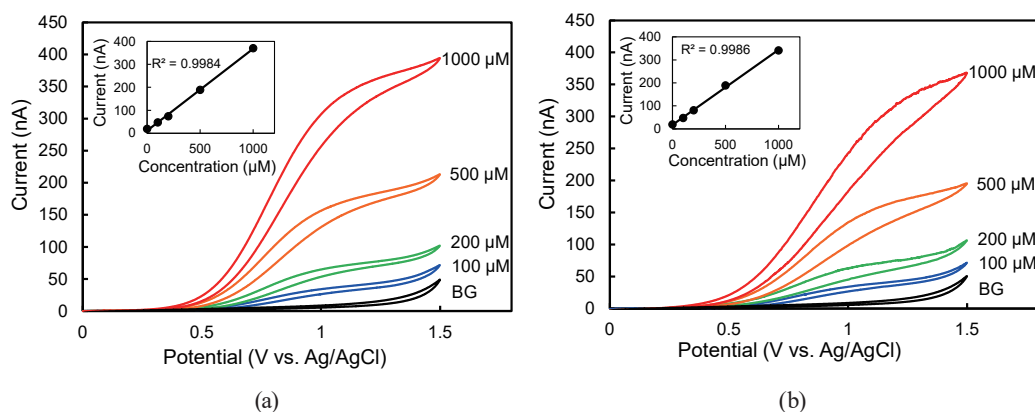 450
400
350
300
250
200
150
100
50
0
Current (nA)
0
0.5
1
1.5
Potential (V vs. Ag/AgCl)
1000 µM
500 µM
200 µM
100 µM
BG
400
300
200
100
0
Current (nA)
R² = 0.9984
0
500
1000
Concentration (µM)
(a)
450
400
350
300
250
200
150
100
50
0
Current (nA)
0
0.5
1
1.5
Potential (V vs. Ag/AgCl)
1000 µM
500 µM
200 µM
100 µM
BG
400
300
200
100
0
Current (nA)
R² = 0.9986
0
500
1000
Concentration (µM)
(b)